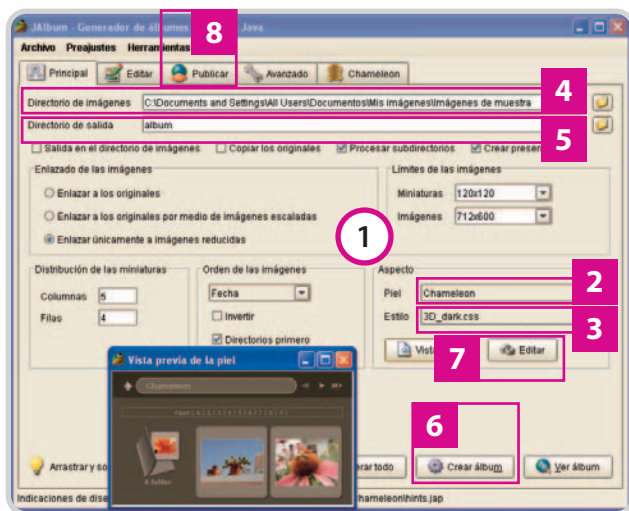 JAlbum - Generador de álbumes Java
8
Archivo Preajustes Herramientas
Principal Editar Publicar Avanzado Chameleon
Directorio de imágenes C:\Documents and Settings\All Users\Documentos\Mis imágenes\Imágenes de muestra 4
Directorio de salida album 5
Salida en el directorio de imágenes Copiar los originales Procesar subdirectorios Crear
Enlazado de las imágenes Límites de las imágenes
Enlazar a los originales Miniaturas 120x120
Enlazar a los originales por medio de imágenes escaladas Imágenes 712x600
Enlazar únicamente a imágenes reducidas 1
Distribución de las miniaturas Orden de las imágenes Aspecto
Columnas 5 Fecha Piel Chameleon 2
Filas 4 Invertir Estilo 3D_dark.css 3
Directorios primero
Vista previa de la piel 7 Editar
Chameleon
A folder
6
Arrastrar y todo Crear álbum Ver álbum
Indicaciones de chameleon\hints.jap